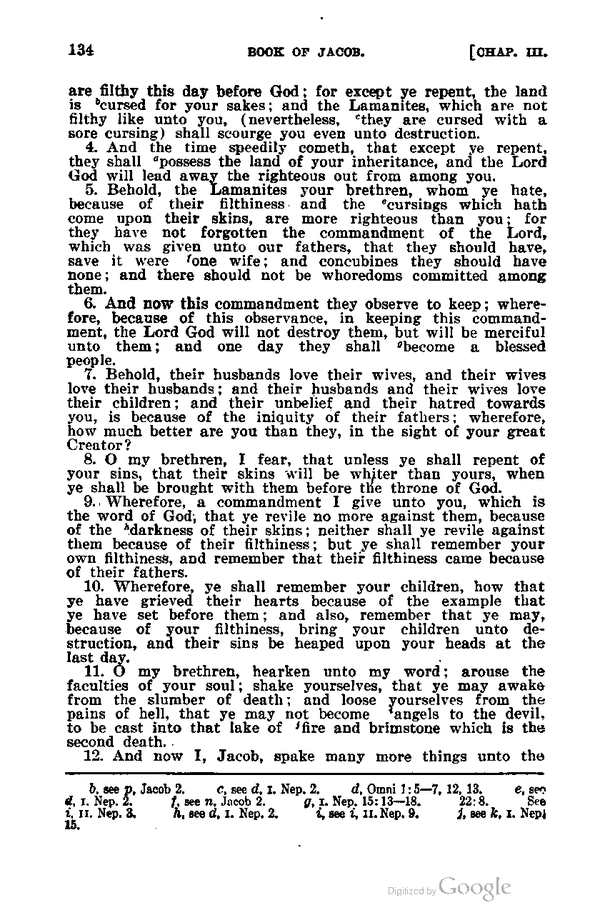 134 BOOK OF JACOB. [CHAP. III.
are filthy this day before God; for except ye repent, the land
is bcursed for your sakes; and the Lamanites, which are not
filthy like unto you, (nevertheless, cthey are cursed with a
sore cursing) shall scourge you even unto destruction.
4. And the time speedily cometh, that except ye repent,
they shall dpossess the land of your inheritance, and the Lord
God will lead away the righteous out from among you.
5. Behold, the Lamanites your brethren, whom ye hate,
because of their filthiness and the ecursings which hath
come upon their skins, are more righteous than you; for
they have not forgotten the commandment of the Lord,
which was given unto our fathers, that they should have,
save it were fone wife; and concubines they should have
none; and there should not be whoredoms committed among
them.
6. And now this commandment they observe to keep; where-
fore, because of this observance, in keeping this command-
ment, the Lord God will not destroy them, but will be merciful
unto them; and one day they shall gbecome a blessed
people.
7. Behold, their husbands love their wives, and their wives
love their husbands; and their husbands and their wives love
their children; and their unbelief and their hatred towards
you, is because of the iniquity of their fathers; wherefore,
how much better are you than they, in the sight of your great
Creator?
8. O my brethren, I fear, that unless ye shall repent of
your sins, that their skins will be whiter than yours, when
ye shall be brought with them before the throne of God.
9. Wherefore, a commandment I give unto you, which is
the word of God, that ye revile no more against them, because
of the hdarkness of their skins; neither shall ye revile against
them because of their filthiness; but ye shall remember your
own filthiness, and remember that their filthiness came because
of their fathers.
10. Wherefore, ye shall remember your children, how that
ye have grieved their hearts because of the example that
ye have set before them; and also, remember that ye may,
because of your filthiness, bring your children unto de-
struction, and their sins be heaped upon your heads at the
last day.
11. O my brethren, hearken unto my word; arouse the
faculties of your soul; shake yourselves, that ye may awake
from the slumber of death; and loose yourselves from the
pains of hell, that ye may not become iangels to the devil,
to be cast into that lake of jfire and brimstone which is the
second death.
12. And now I, Jacob, spake many more things unto the
b, see p, Jacob 2. c, see d, I. Nep. 2. d, Omni 1:5—7, 12, 13. e, see
d, I. Nep. 2. f, see n, Jacob 2. g, I. Nep. 15:13—18. 22:8. See
i, II. Nep. 3. h, see d, I. Nep. 2. i, see i, II. Nep. 9. j, see k, I. Nep.
15.
Digitized by Google